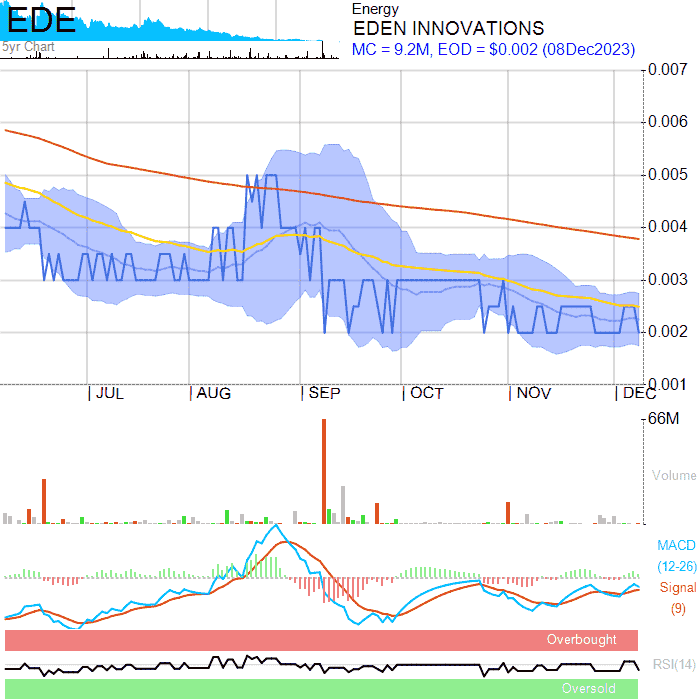 EDE
5yr Chart
Energy
EDEN INNOVATIONS
MC = 9.2M, EOD = $0.002 (08Dec2023)
0.007
0.006
0.005
0.004
0.003
0.002
0.001
JUL AUG SEP OCT NOV DEC
66M
Volume
MACD
(12-26)
Signal
(9)
Overbought
RSI(14)
Oversold